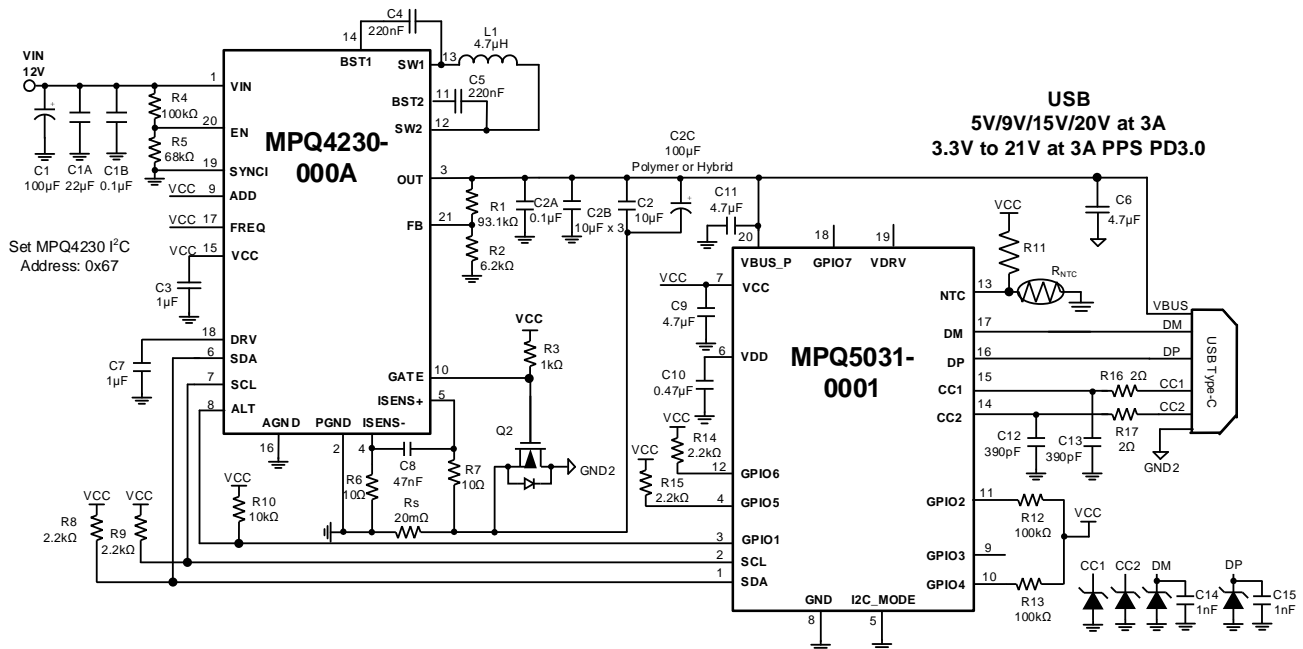 C4
220nF
14
BST1
L1
4.7µH
13
SW1
C5
220nF
11
BST2
12
SW2
VIN
12V
1
VIN
R4
100kΩ
20
EN
R5
68kΩ
19
SYNCI
C1
100µF
C1A
22µF
C1B
0.1µF
+
MPQ4230-
000A
VCC
9
ADD
VCC
17
FREQ
VCC
15
VCC
Set MPQ4230 I²C
Address: 0x67
C3
1µF
18
DRV
6
SDA
C7
1µF
7
SCL
8
ALT
OUT
3
FB
21
R1
93.1kΩ
R2
6.2kΩ
C2A
0.1µF
C2B
10µF x 3
C2
10µF
C2C
100µF
Polymer or Hybrid
+
USB
5V/9V/15V/20V at 3A
3.3V to 21V at 3A PPS PD3.0
C11
4.7µF
C6
4.7µF
VCC
R3
1kΩ
GATE
10
ISENS+
5
AGND
16
PGND
2
ISENS-
4
C8
47nF
R6
10Ω
R7
10Ω
Rs
20mΩ
Q2
GND2
VCC
R8
2.2kΩ
VCC
R9
2.2kΩ
VCC
R10
10kΩ
MPQ5031-
0001
20
VBUS_P
18
GPIO7
19
VDRV
VCC
7
VCC
C9
4.7µF
6
VDD
C10
0.47µF
VCC
R14
2.2kΩ
12
GPIO6
VCC
R15
2.2kΩ
4
GPIO5
3
GPIO1
2
SCL
1
SDA
GND
8
I2C_MODE
5
VCC
R11
RNTC
NTC
13
DM
17
DP
16
CC1
15
CC2
14
R16 2Ω
R17
2Ω
C12
390pF
C13
390pF
VBUS
DM
DP
CC1
CC2
USB Type-C
GND2
GPIO2
11
R12
100kΩ
VCC
GPIO3
9
GPIO4
10
R13
100kΩ
CC1
CC2
DM
C14
1nF
DP
C15
1nF